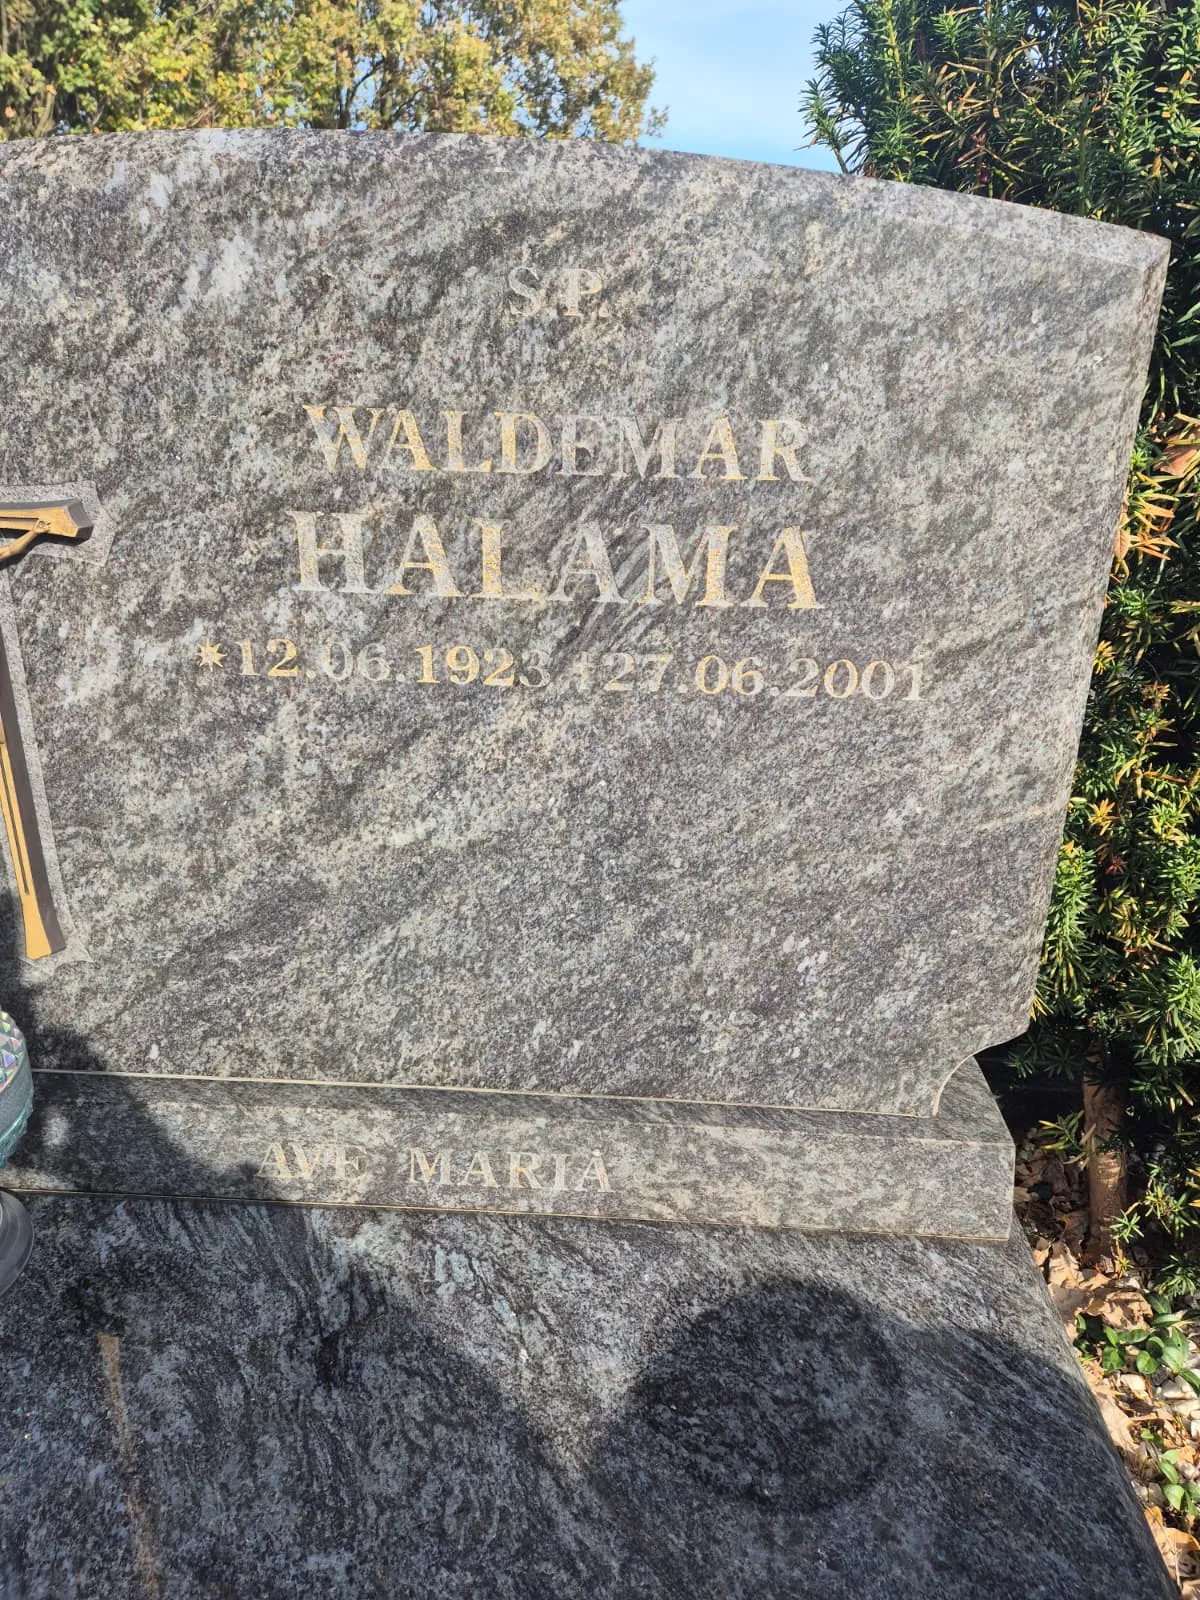 Ś.P.
WALDEMAR
HALAMA
*12.06.1923 †27.06.2001
AVE MARIA